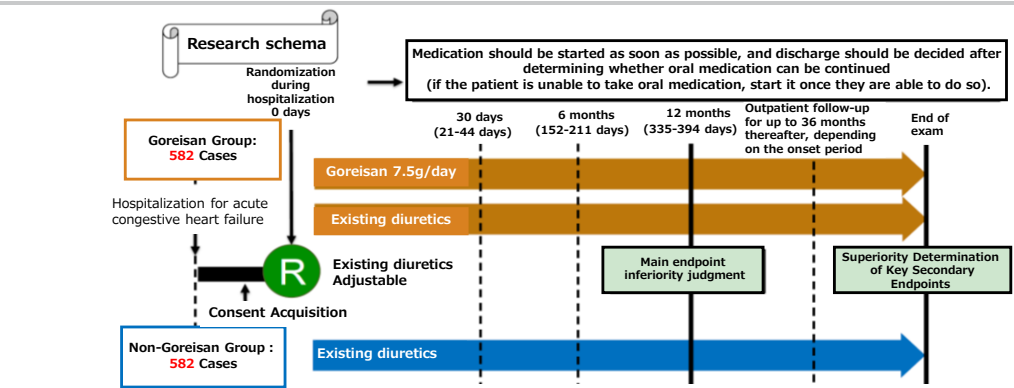 Research schema
Medication should be started as soon as possible, and discharge should be decided after
determining whether oral medication can be continued
(if the patient is unable to take oral medication, start it once they are able to do so).
Randomization
during
hospitalization
0 days
30 days
(21-44 days)
6 months
(152-211 days)
12 months
(335-394 days)
Outpatient follow-up
for up to 36 months
thereafter, depending
on the onset period
End of
exam
Goreisan Group:
582 Cases
Goreisan 7.5g/day
Hospitalization for acute
congestive heart failure
Existing diuretics
R
Existing diuretics
Adjustable
Main endpoint
inferiority judgment
Superiority Determination
of Key Secondary
Endpoints
Consent Acquisition
Non-Goreisan Group :
582 Cases
Existing diuretics